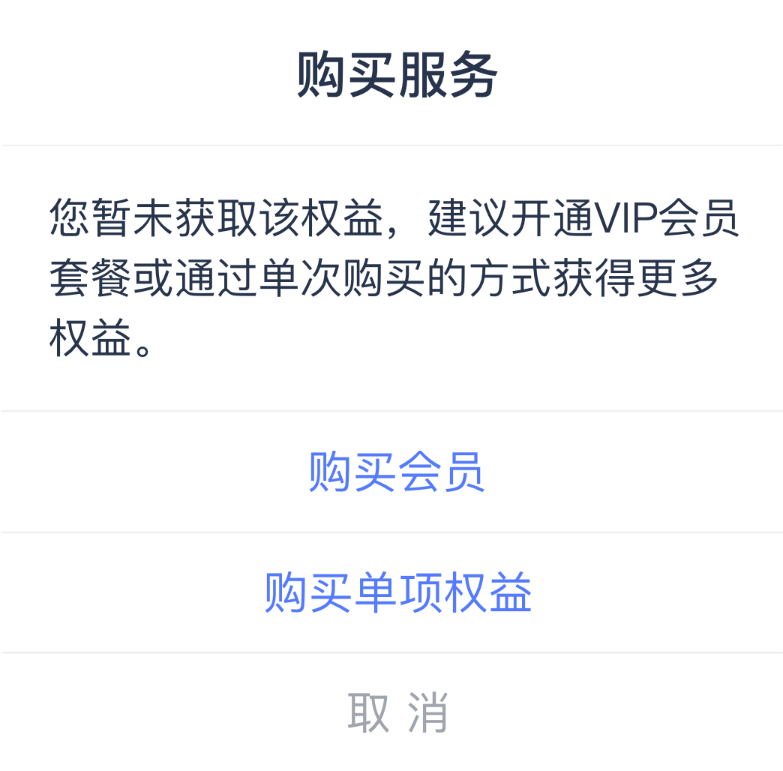 购买服务
您暂未获取该权益，建议开通VIP会员
套餐或通过单次购买的方式获得更多
权益。
购买会员
购买单项权益
取 消